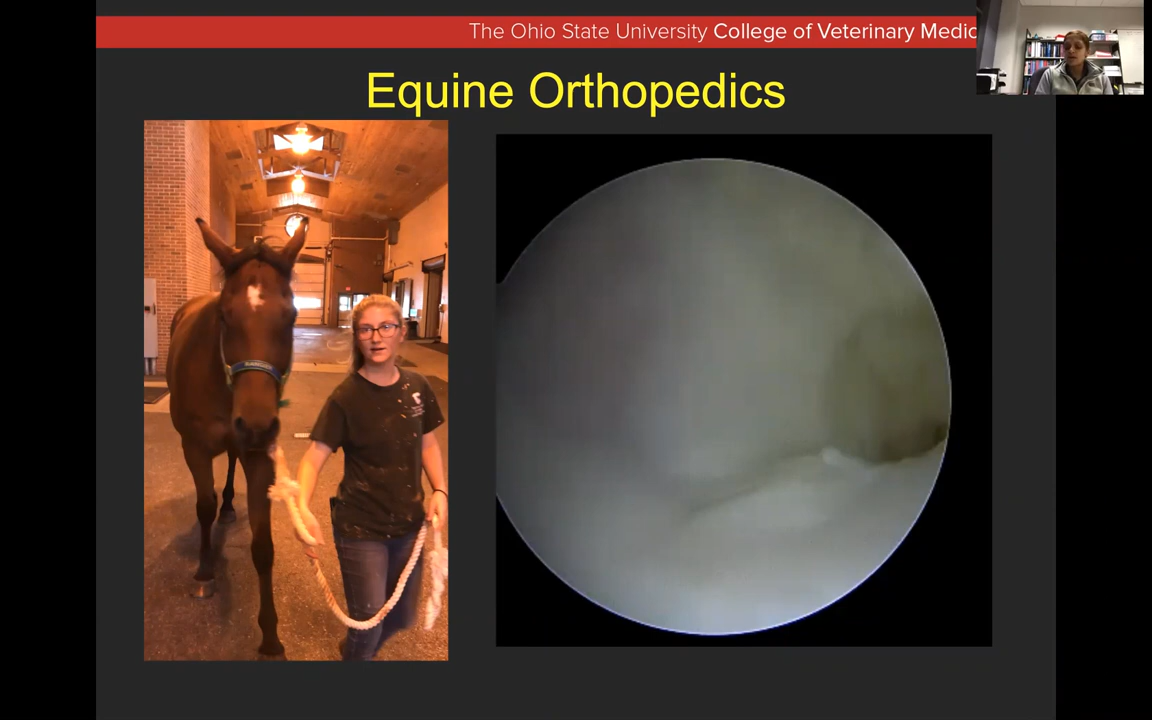 The Ohio State University College of Veterinary Medic
Equine Orthopedics